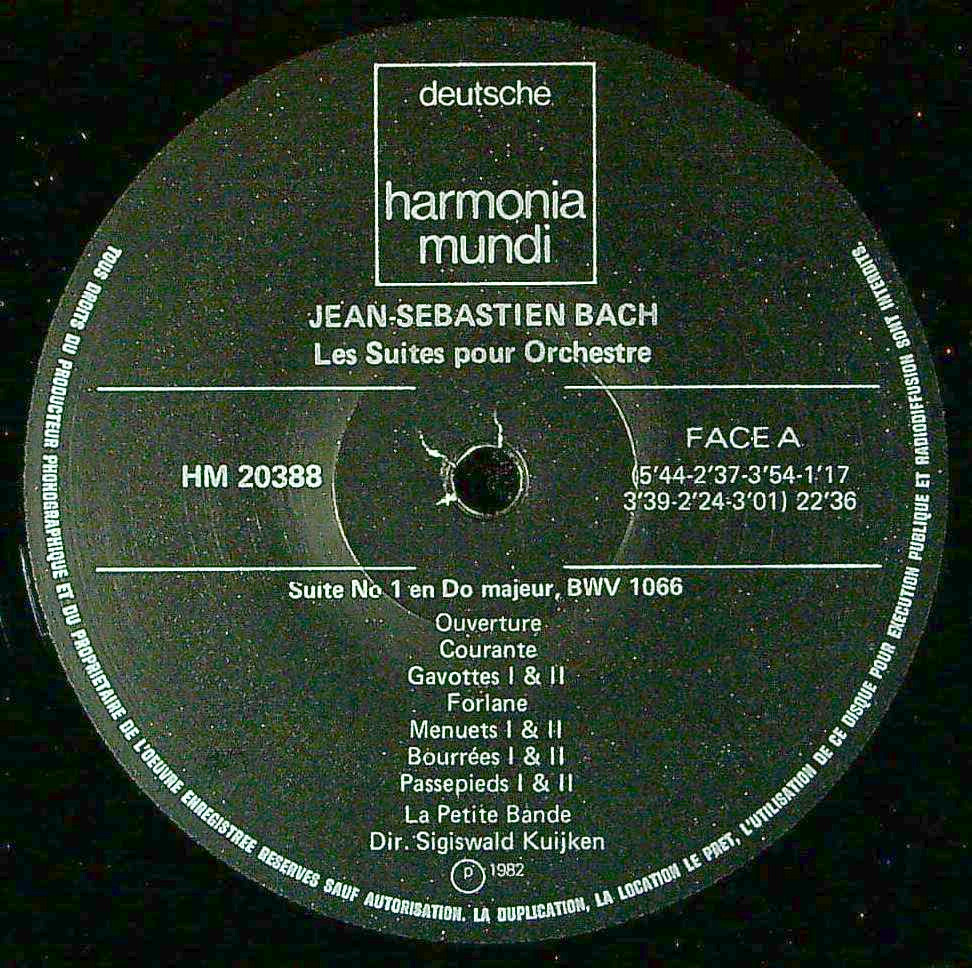 deutsche
harmonia
mundi
JEAN-SEBASTIEN BACH
Les Suites pour Orchestre
HM 20388
FACE A
(5'44-2'37-3'54-1'17
3'39-2'24-3'01) 22'36
Suite No 1 en Do majeur, BWV 1066
Ouverture
Courante
Gavottes I & II
Forlane
Menuets I & II
Bourrées I & II
Passepieds I & II
La Petite Bande
Dir. Sigiswald Kuijken
℗ 1982
TOUS DROITS DU PRODUCTEUR PHONOGRAPHIQUE ET DU PROPRIETAIRE DE L'OEUVRE ENREGISTREE RESERVES SAUF AUTORISATION. LA DUPLICATION, LA LOCATION LE PRET, L'UTILISATION DE CE DISQUE POUR EXECUTION PUBLIQUE ET RADIODIFFUSION SONT INTERDITS.